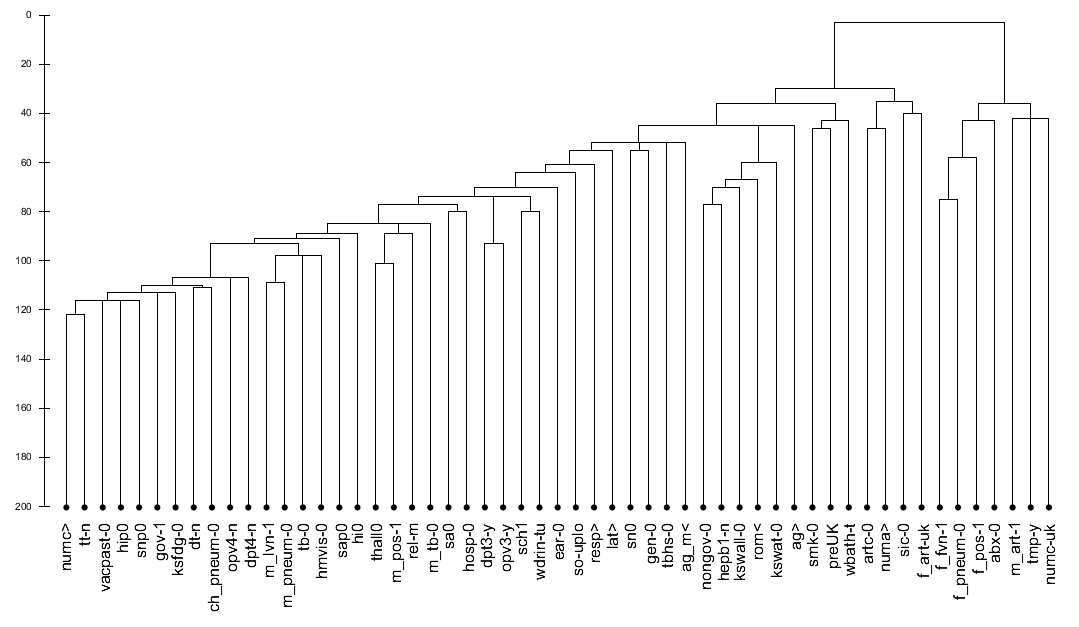 0
20
40
60
80
100
120
140
160
180
200
numc>
tt-n
vacpast-0
hip0
snp0
gov-1
ksfdg-0
dt-n
ch_pneum-0
opv4-n
dpt4-n
m_lvn-1
m_pneum-0
tb-0
hmvis-0
sap0
hi0
thall0
m_pos-1
rel-m
m_tb-0
sa0
hosp-0
dpt3-y
opv3-y
sch1
wdrin-tu
ear-0
so-uplo
resp>
lat>
sn0
gen-0
tbhs-0
ag_m<
nongov-0
hepb1-n
kswall-0
rom<
kswat-0
ag>
smk-0
preUK
wbath-t
artc-0
numa>
sic-0
f_art-uk
f_fvn-1
f_pneum-0
f_pos-1
abx-0
m_art-1
tmp-y
numc-uk